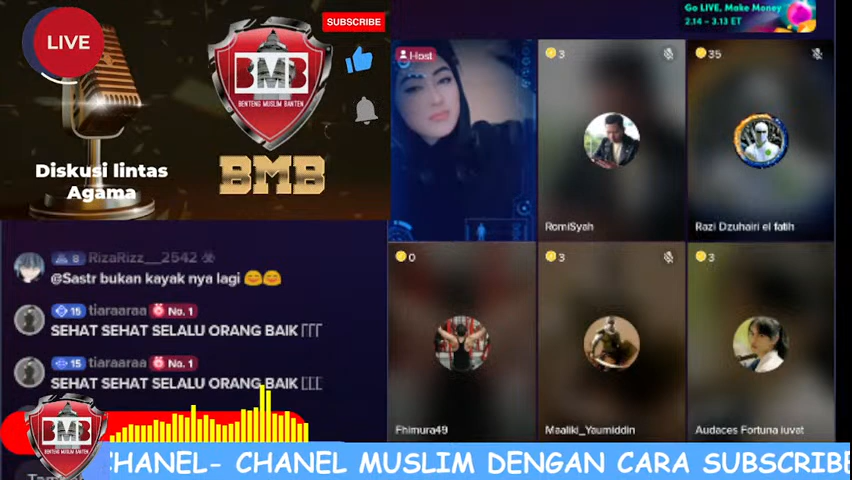 LIVE
SUBSCRIBE
BMB
BENTENG MUSLIM BANTEN
Diskusi lintas
Agama
BMB
Go LIVE, Make Money
2.14 – 3.13 ET
Host
3
35
RomiSyah
Razi Dzuhairi el fatih
0
3
3
Fhimura49
Maaliki_Yaumiddin
Audaces Fortuna iuvat
8 RizaRizz__2542
@Sastr bukan kayak nya lagi 😊😊
15 tiaraaraa No. 1
SEHAT SEHAT SELALU ORANG BAIK
15 tiaraaraa No. 1
SEHAT SEHAT SELALU ORANG BAIK
BMB
BENTENG MUSLIM BANTEN
CHANEL- CHANEL MUSLIM DENGAN CARA SUBSCRIBE